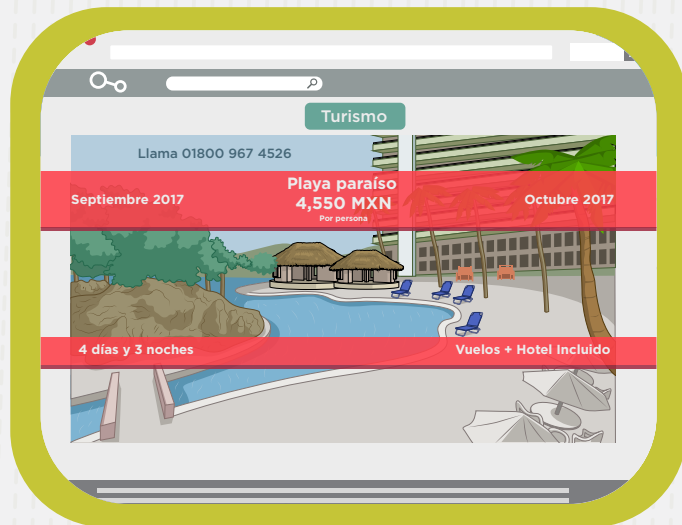 Turismo
Llama 01800 967 4526
Septiembre 2017
Playa paraíso
4,550 MXN
Por persona
Octubre 2017
4 días y 3 noches
Vuelos + Hotel Incluido